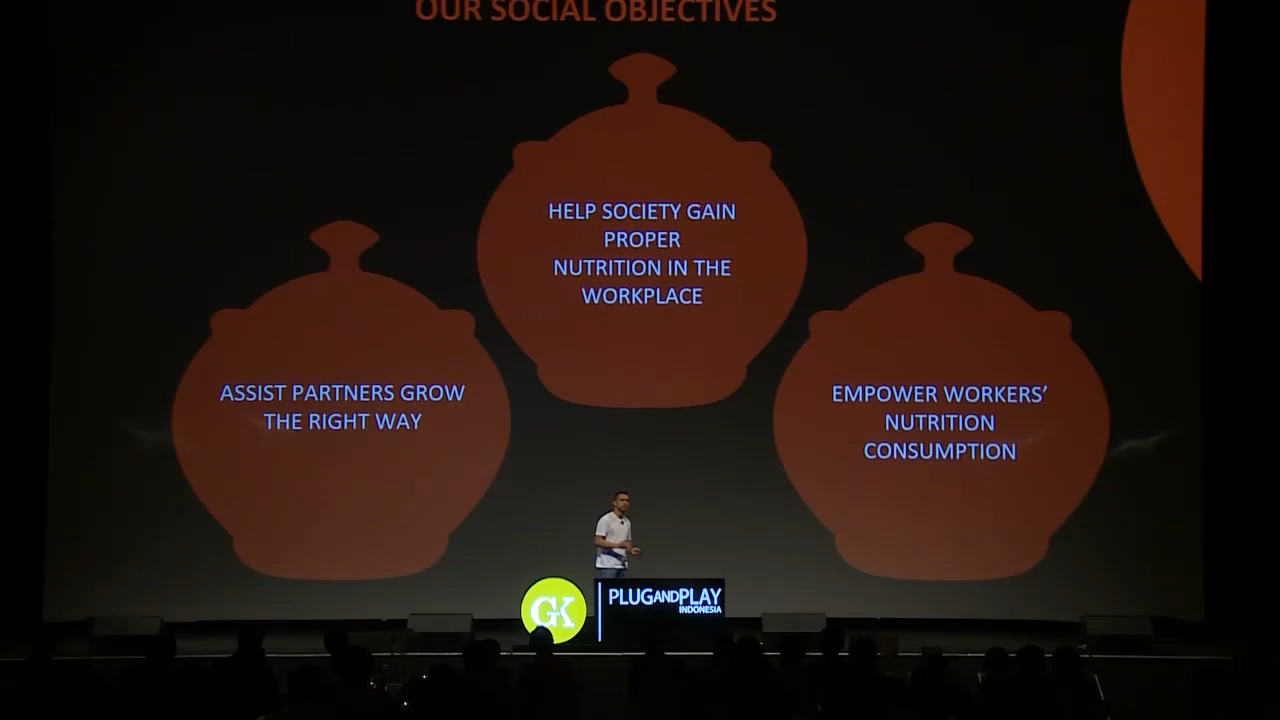 OUR SOCIAL OBJECTIVES
HELP SOCIETY GAIN
PROPER
NUTRITION IN THE
WORKPLACE
ASSIST PARTNERS GROW
THE RIGHT WAY
EMPOWER WORKERS’
NUTRITION
CONSUMPTION
GK
PLUGANDPLAY
INDONESIA